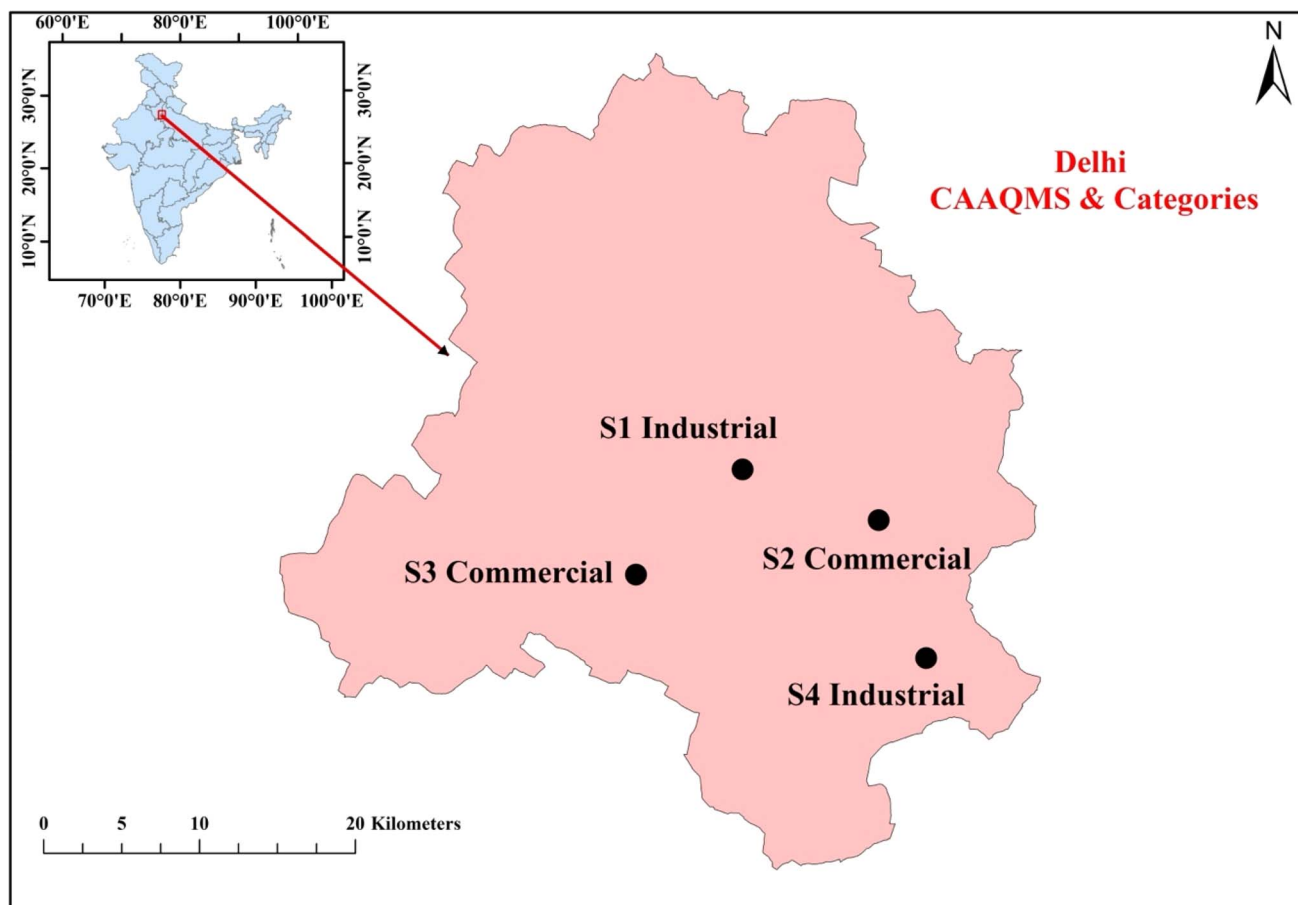 60°0'E 80°0'E 100°0'E
N
30°0'N
20°0'N
10°0'N
30°0'N
20°0'N
10°0'N
70°0'E 80°0'E 90°0'E 100°0'E
Delhi
CAAQMS & Categories
S1 Industrial
S2 Commercial
S3 Commercial
S4 Industrial
0 5 10 20 Kilometers